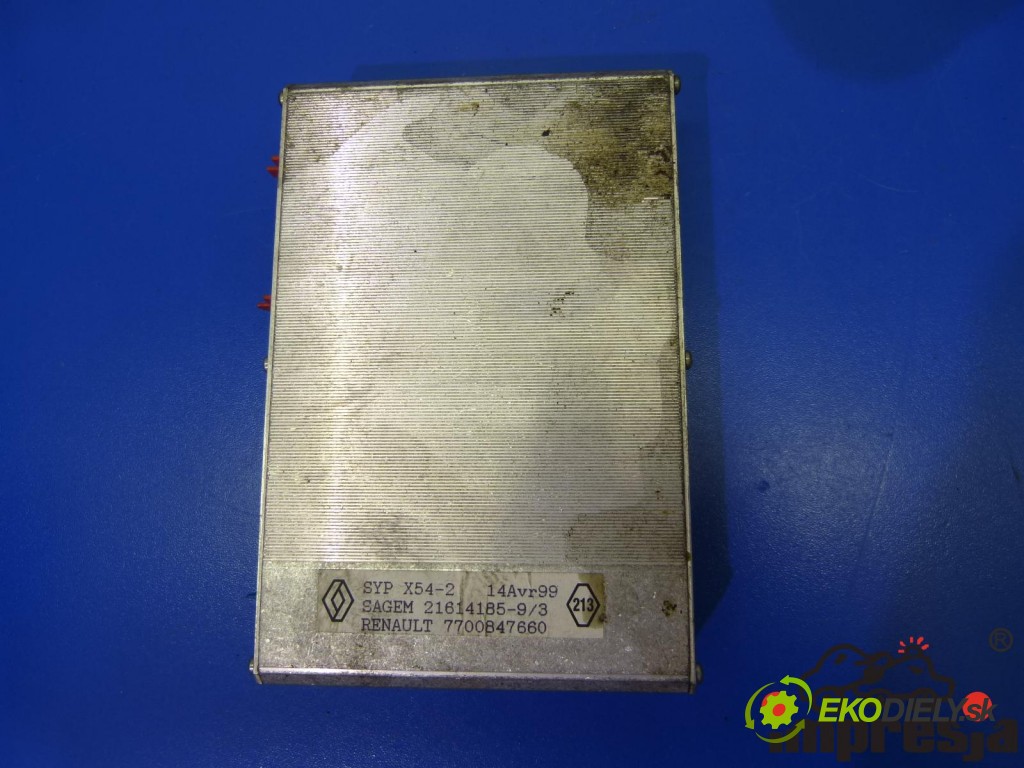 SYP X54-2 14Avr99
SAGEM 21614185-9/3
RENAULT 7700847660
213
®
EKODIELY.sk
impresja